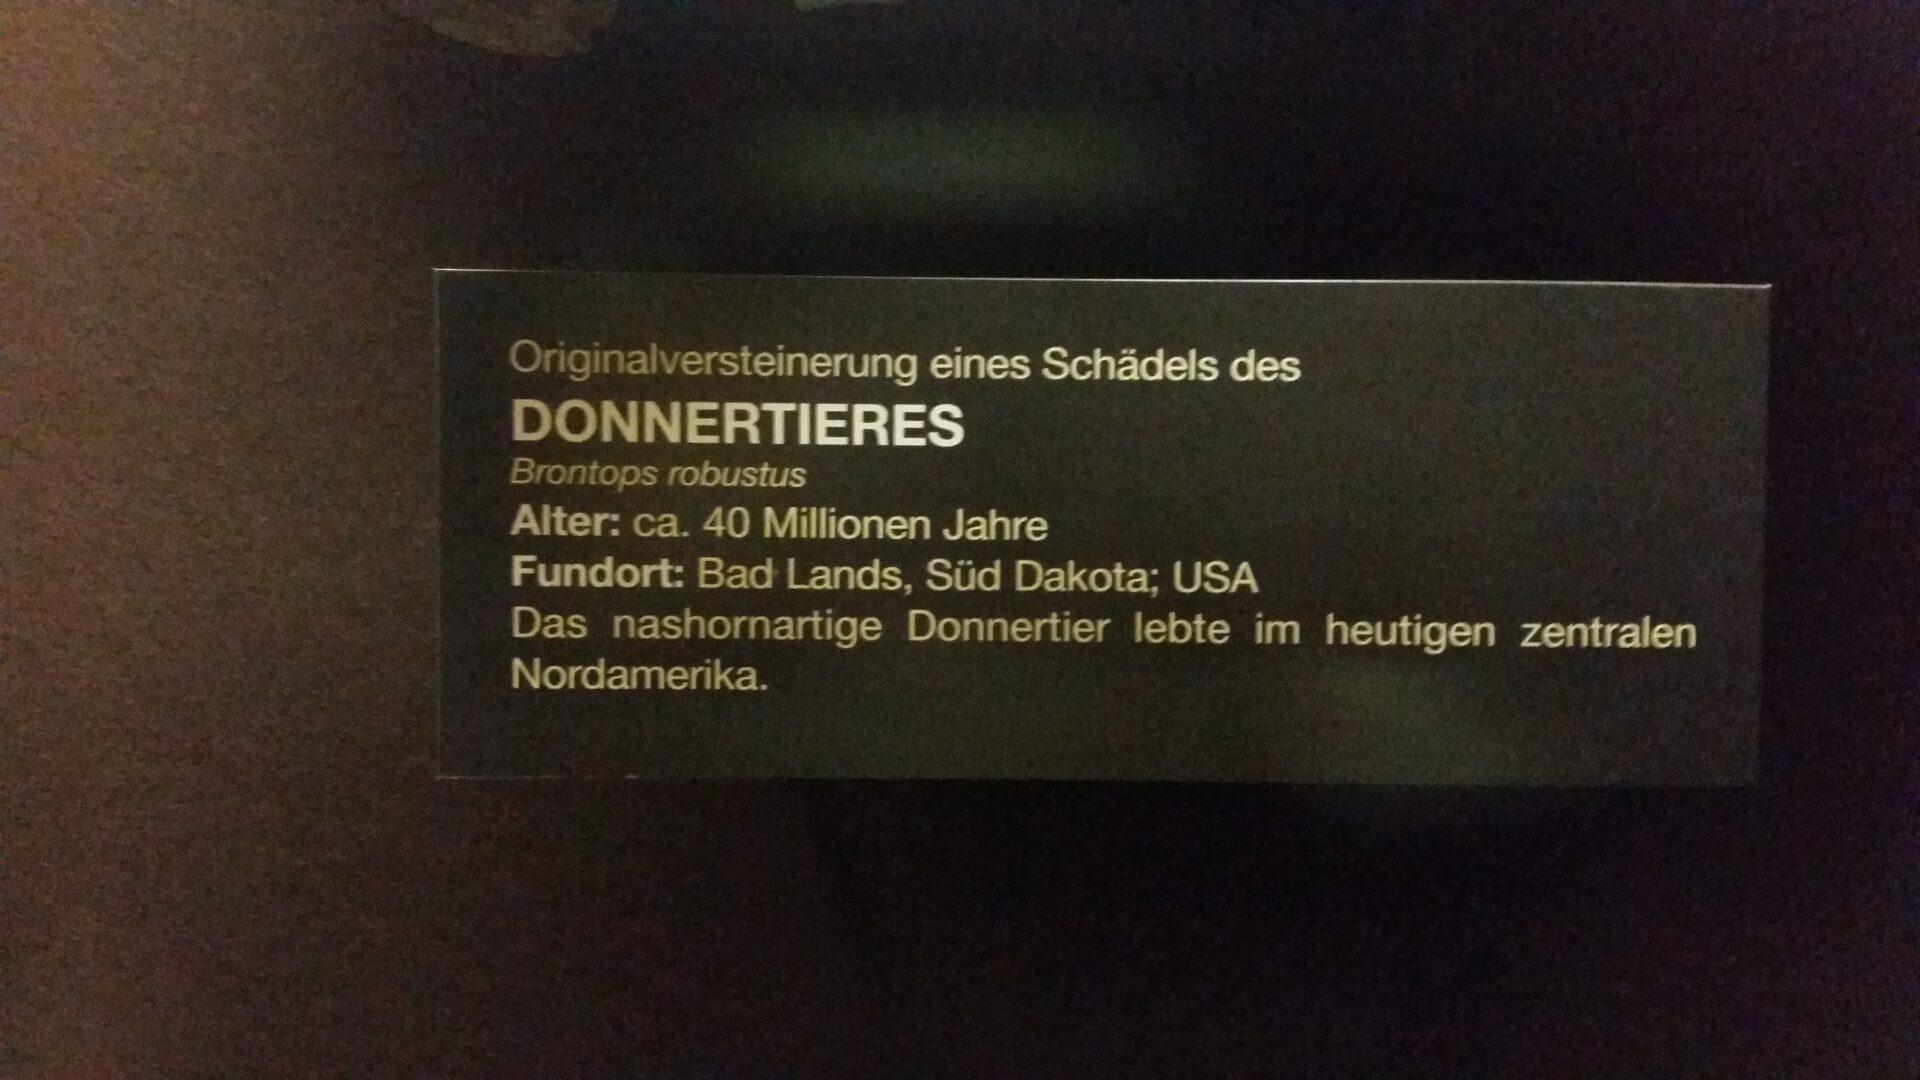 Originalversteinerung eines Schädels des
DONNERTIERES
Brontops robustus
Alter: ca. 40 Millionen Jahre
Fundort: Bad Lands, Süd Dakota; USA
Das nashornartige Donnertier lebte im heutigen zentralen
Nordamerika.